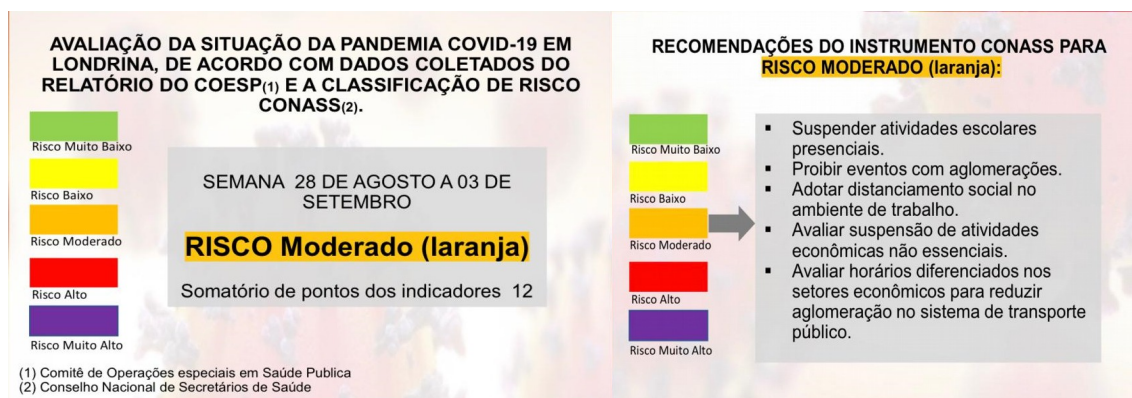 AVALIAÇÃO DA SITUAÇÃO DA PANDEMIA COVID-19 EM
LONDRINA, DE ACORDO COM DADOS COLETADOS DO
RELATÓRIO DO COESP(1) E A CLASSIFICAÇÃO DE RISCO
CONASS(2).
Risco Muito Baixo
Risco Baixo
Risco Moderado
Risco Alto
Risco Muito Alto
SEMANA 28 DE AGOSTO A 03 DE
SETEMBRO
RISCO Moderado (laranja)
Somatório de pontos dos indicadores 12
(1) Comitê de Operações especiais em Saúde Publica
(2) Conselho Nacional de Secretários de Saúde
RECOMENDAÇÕES DO INSTRUMENTO CONASS PARA
RISCO MODERADO (laranja):
Risco Muito Baixo
Risco Baixo
Risco Moderado
Risco Alto
Risco Muito Alto
▪ Suspender atividades escolares
presenciais.
▪ Proibir eventos com aglomerações.
▪ Adotar distanciamento social no
ambiente de trabalho.
▪ Avaliar suspensão de atividades
econômicas não essenciais.
▪ Avaliar horários diferenciados nos
setores econômicos para reduzir
aglomeração no sistema de transporte
público.